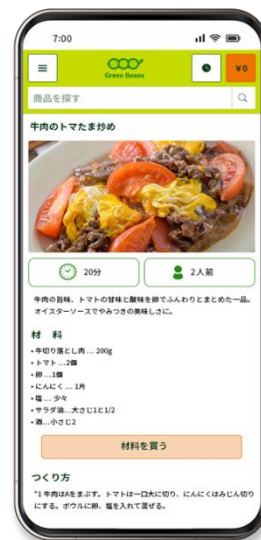 7:00
Green Beans
¥0
商品を探す
牛肉のトマたま炒め
20分
2人前
牛肉の旨味、トマトの甘味と酸味を卵でふんわりとまとめた一品。
オイスターソースでやみつきの美味しさに。
材 料
・牛切り落とし肉 … 200g
・トマト …2個
・卵 …1個
・にんにく … 1片
・塩 … 少々
・サラダ油…大さじ1と1/2
・酒…小さじ2
材料を買う
つくり方
"1 牛肉はAをまぶす。トマトは一口大に切り、にんにくはみじん切り
にする。ボウルに卵、塩を入れて混ぜる。